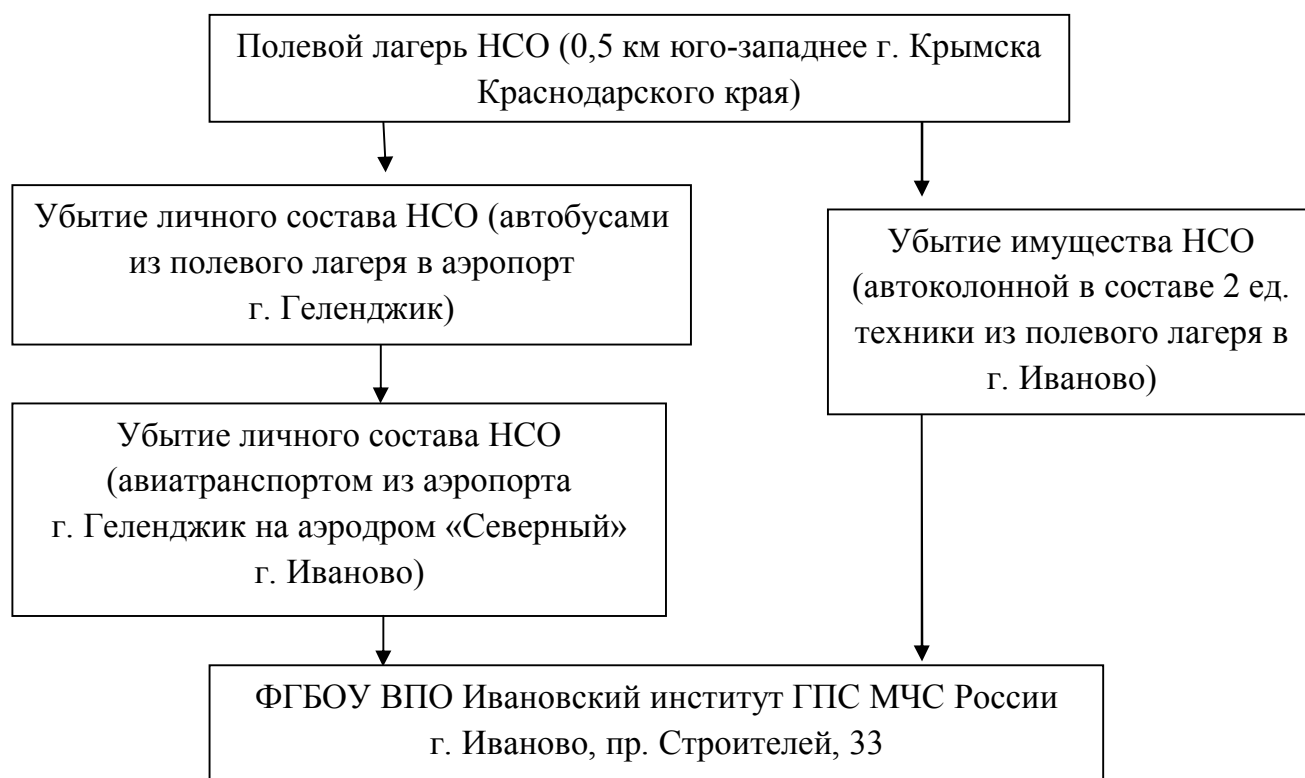 Полевой лагерь НСО (0,5 км юго-западнее г. Крымска
Краснодарского края)
Убытие личного состава НСО (автобусами
из полевого лагеря в аэропорт
г. Геленджик)
Убытие имущества НСО
(автоколонной в составе 2 ед.
техники из полевого лагеря в
г. Иваново)
Убытие личного состава НСО
(авиатранспортом из аэропорта
г. Геленджик на аэродром «Северный»
г. Иваново)
ФГБОУ ВПО Ивановский институт ГПС МЧС России
г. Иваново, пр. Строителей, 33